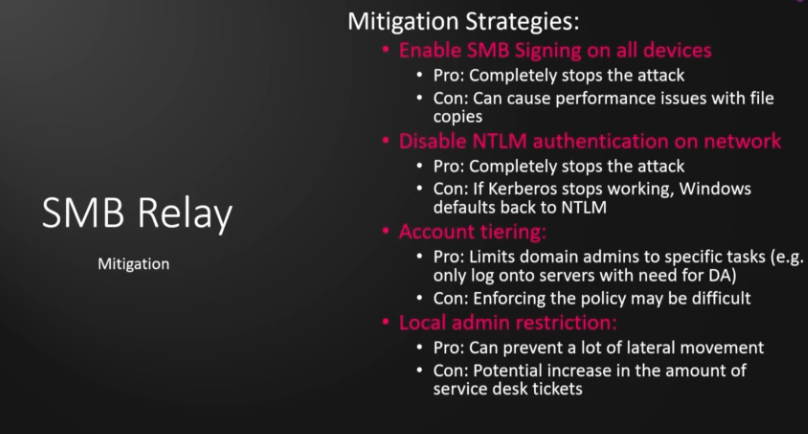 SMB Relay
Mitigation
Mitigation Strategies:
• Enable SMB Signing on all devices
• Pro: Completely stops the attack
• Con: Can cause performance issues with file
copies
• Disable NTLM authentication on network
• Pro: Completely stops the attack
• Con: If Kerberos stops working, Windows
defaults back to NTLM
• Account tiering:
• Pro: Limits domain admins to specific tasks (e.g.
only log onto servers with need for DA)
• Con: Enforcing the policy may be difficult
• Local admin restriction:
• Pro: Can prevent a lot of lateral movement
• Con: Potential increase in the amount of
service desk tickets